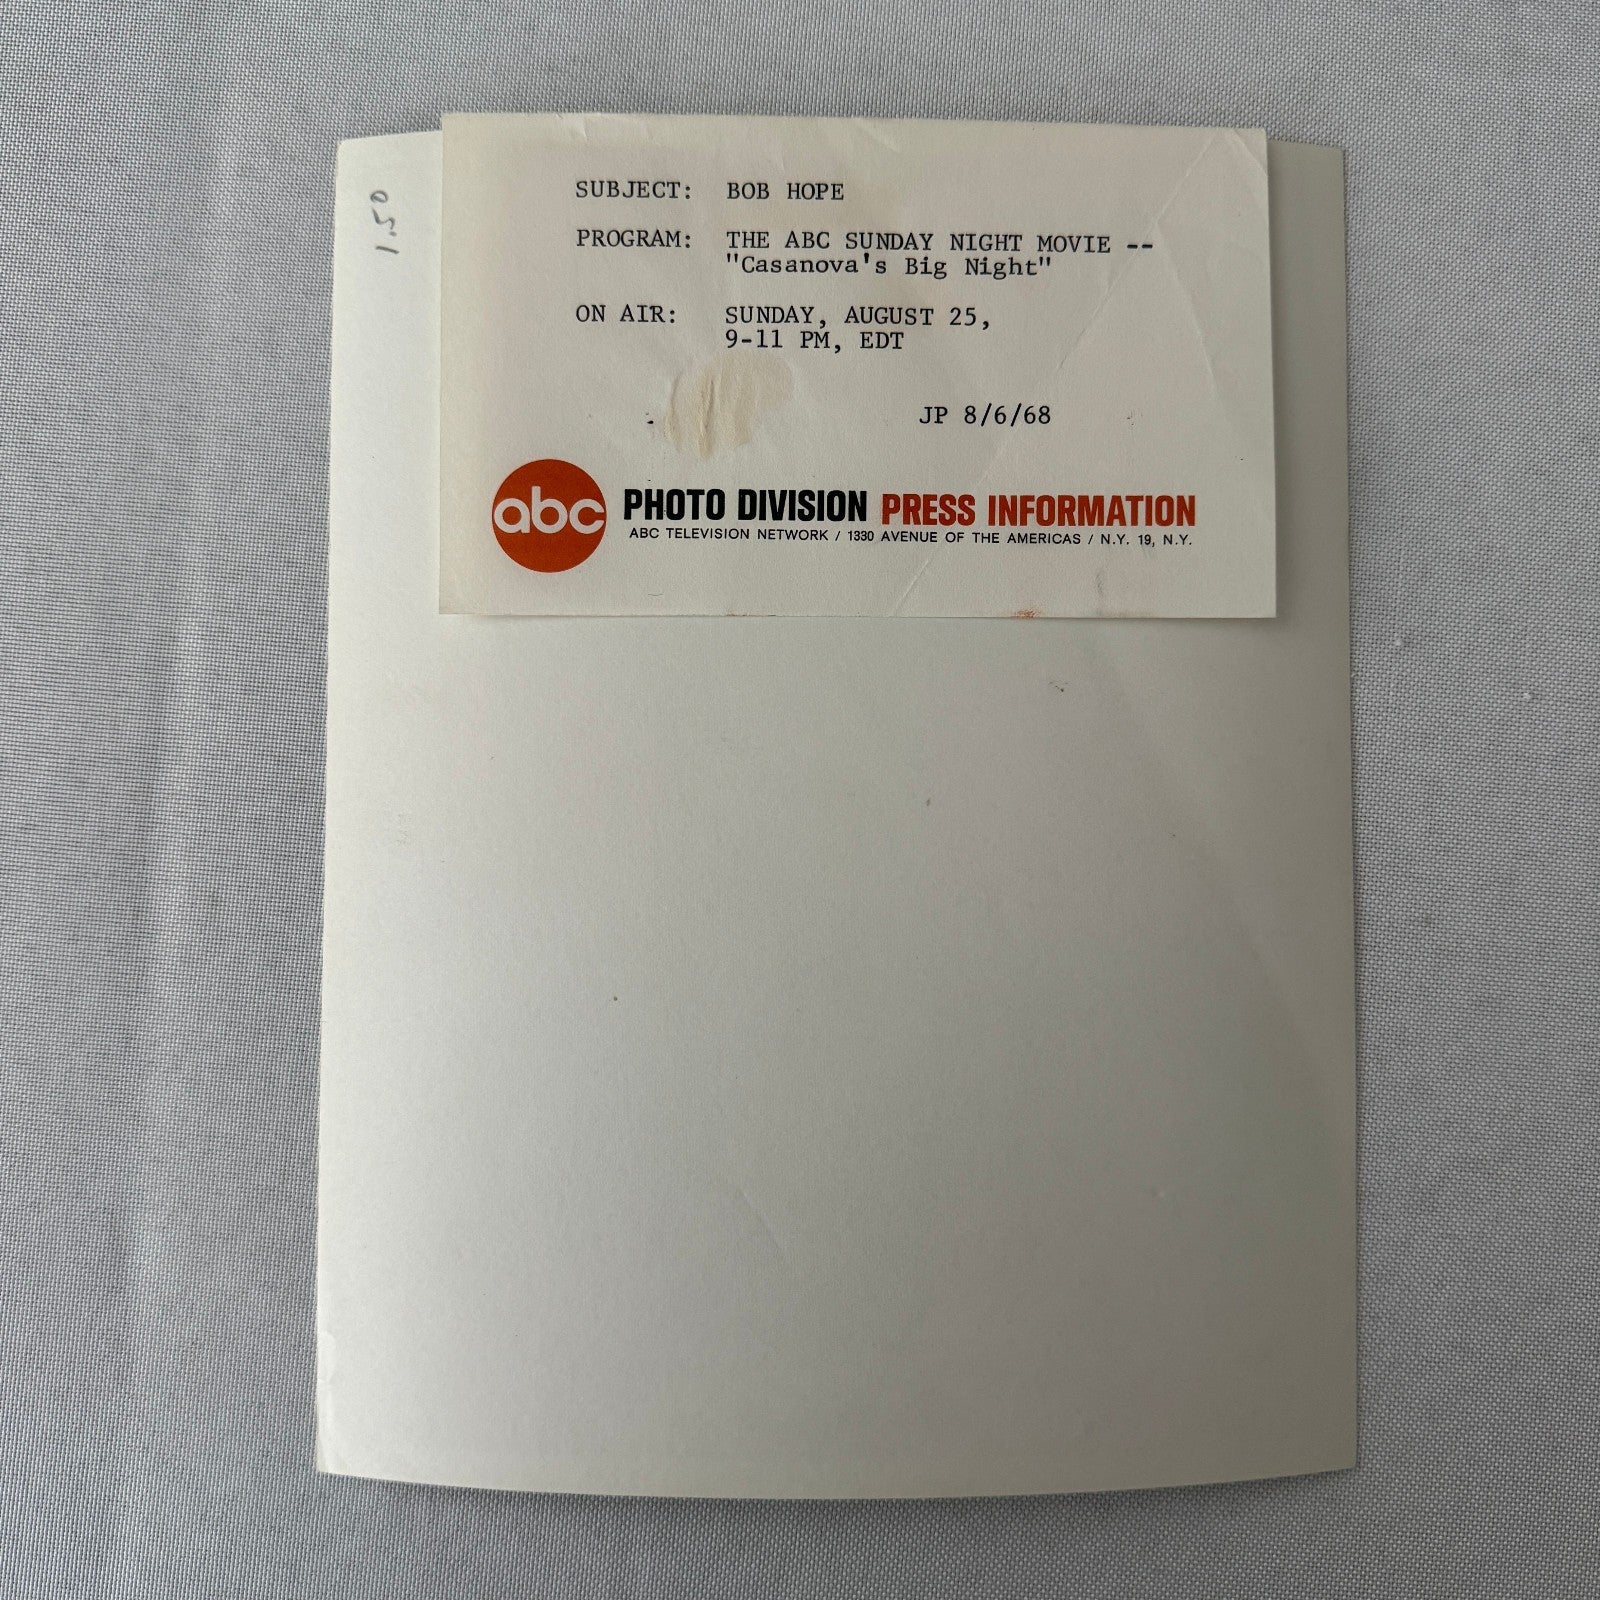 1.50
SUBJECT: BOB HOPE
PROGRAM: THE ABC SUNDAY NIGHT MOVIE --
"Casanova's Big Night"
ON AIR: SUNDAY, AUGUST 25,
9-11 PM, EDT
JP 8/6/68
abc PHOTO DIVISION PRESS INFORMATION
ABC TELEVISION NETWORK / 1330 AVENUE OF THE AMERICAS / N.Y. 19, N.Y.